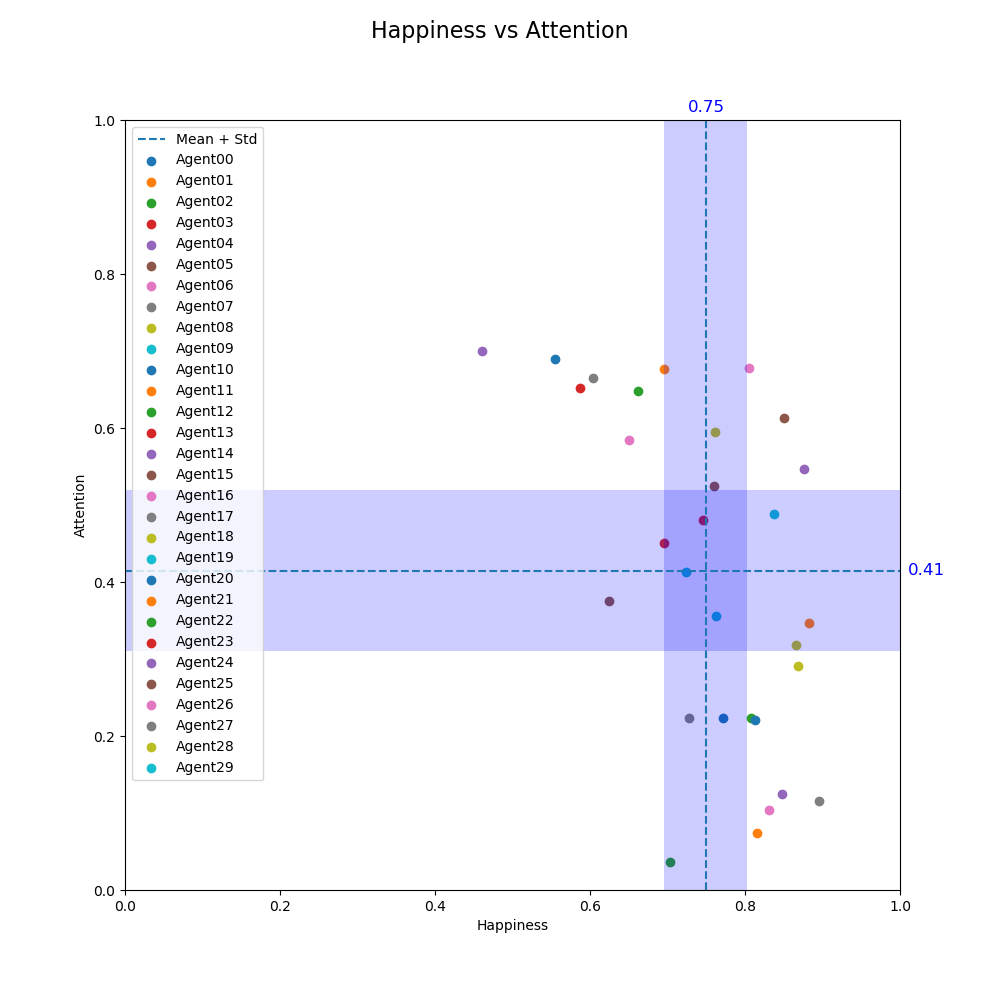 Happiness vs Attention
0.75
1.0
0.8
0.6
0.4
0.2
0.0
Attention
Mean + Std
Agent00
Agent01
Agent02
Agent03
Agent04
Agent05
Agent06
Agent07
Agent08
Agent09
Agent10
Agent11
Agent12
Agent13
Agent14
Agent15
Agent16
Agent17
Agent18
Agent19
Agent20
Agent21
Agent22
Agent23
Agent24
Agent25
Agent26
Agent27
Agent28
Agent29
0.41
0.0 0.2 0.4 0.6 0.8 1.0
Happiness